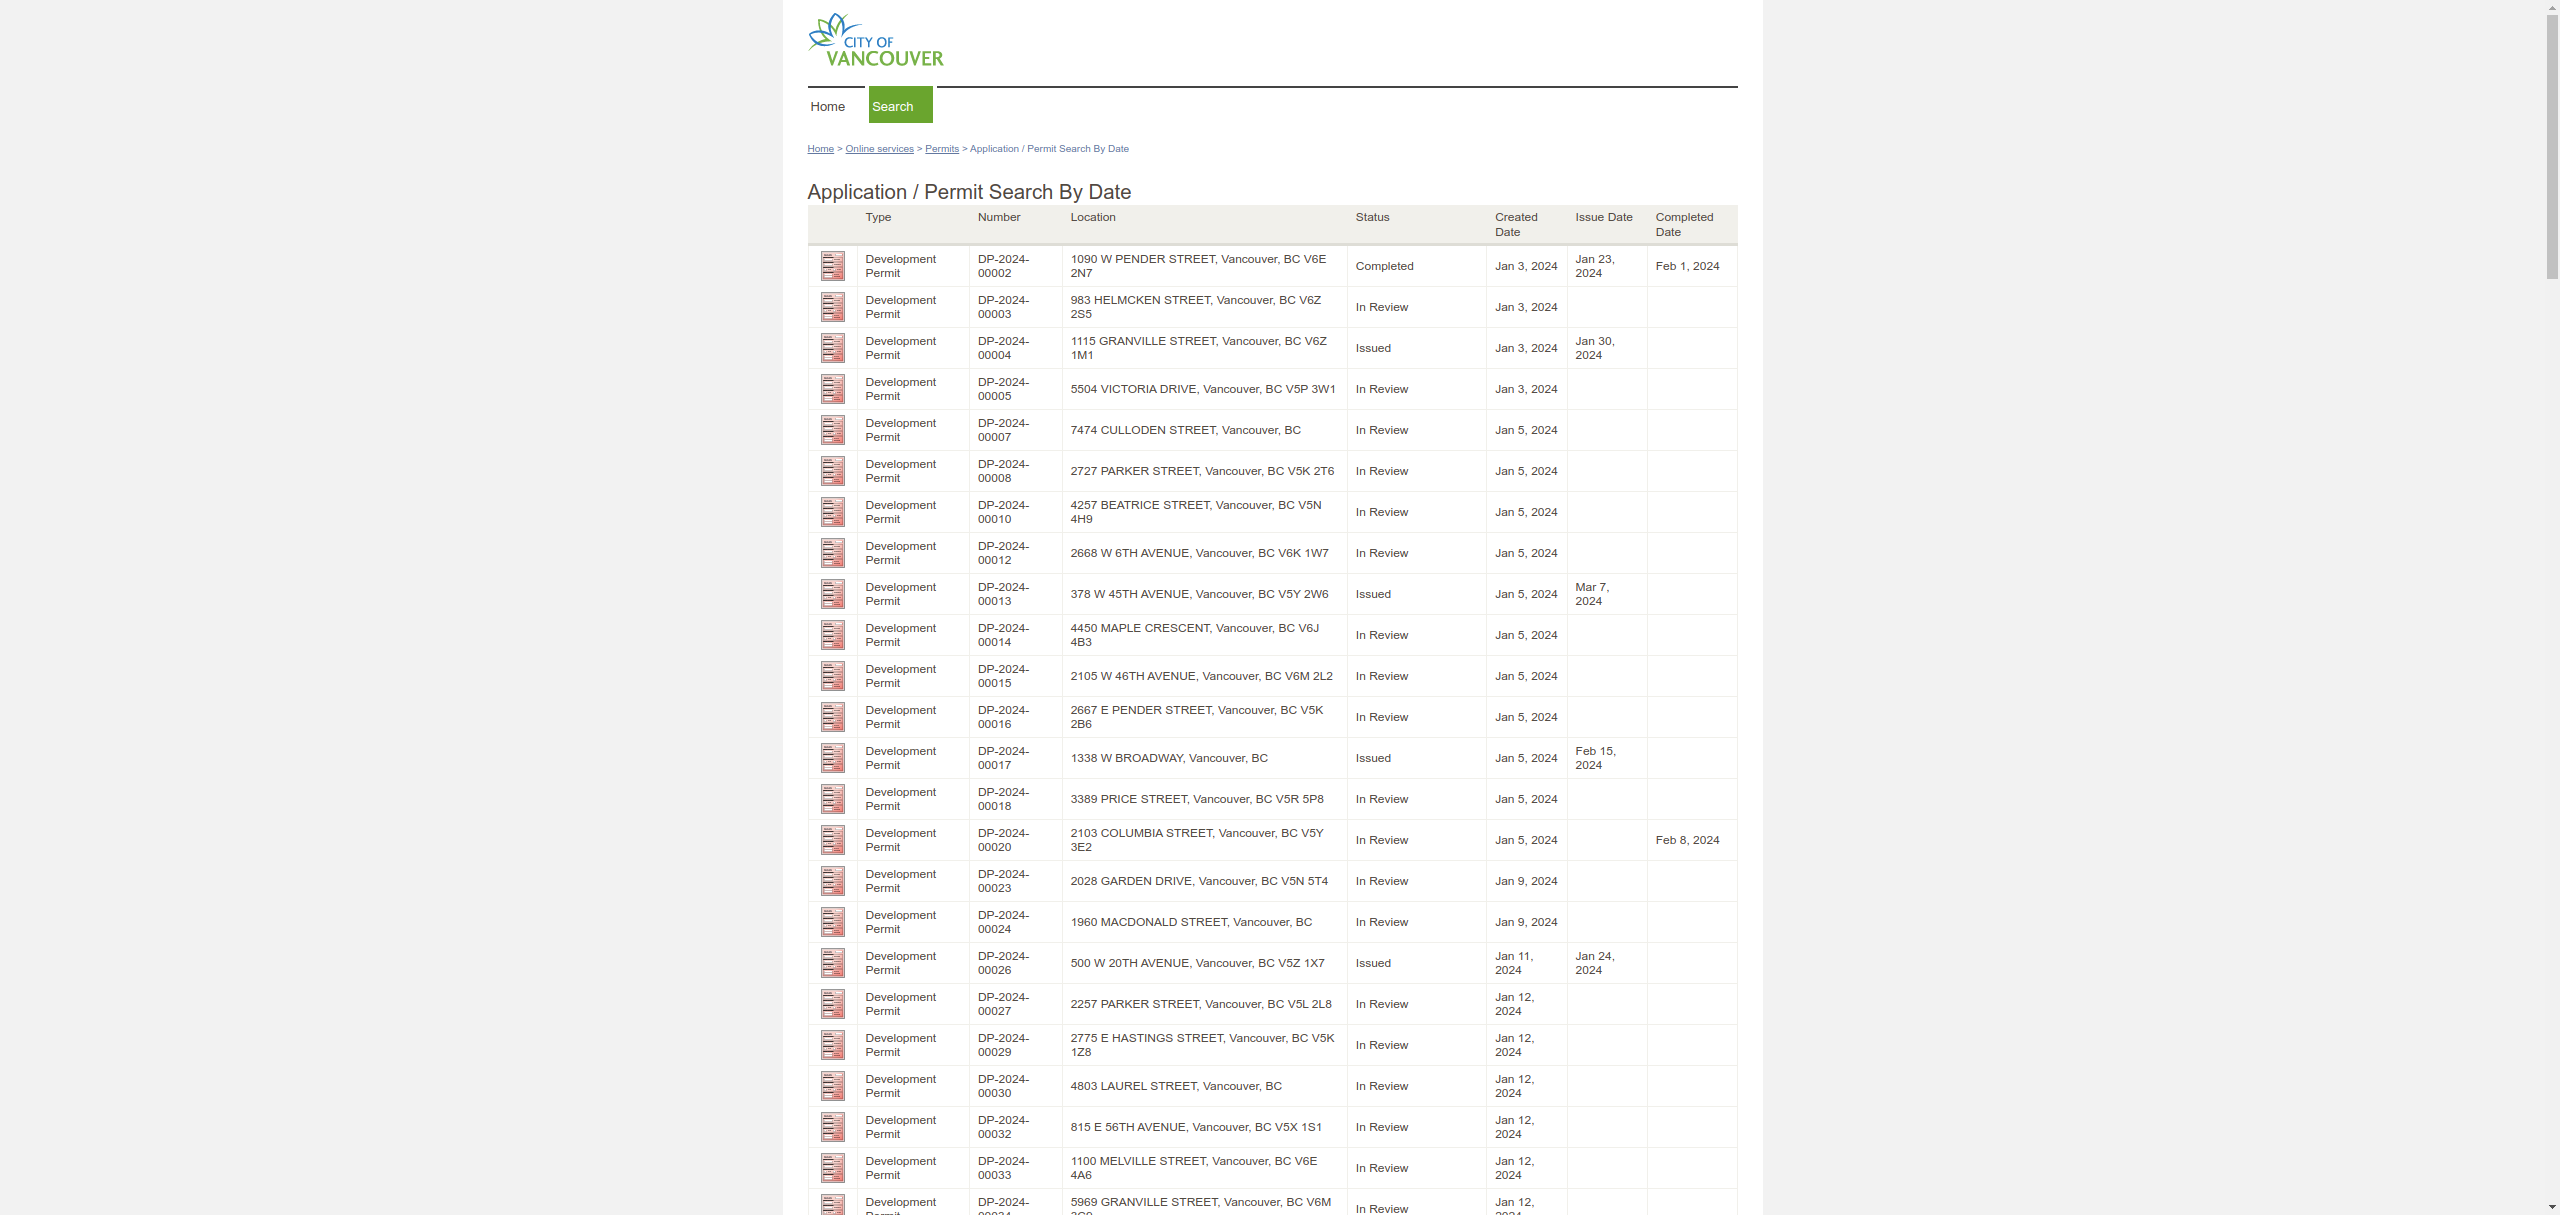 CITY OF
VANCOUVER
Home
Search
Home > Online services > Permits > Application / Permit Search By Date
Application / Permit Search By Date
Type Number Location Status Created Date Issue Date Completed Date
Development Permit DP-2024-00002 1090 W PENDER STREET, Vancouver, BC V6E 2N7 Completed Jan 3, 2024 Jan 23, 2024 Feb 1, 2024
Development Permit DP-2024-00003 983 HELMCKEN STREET, Vancouver, BC V6Z 2S5 In Review Jan 3, 2024
Development Permit DP-2024-00004 1115 GRANVILLE STREET, Vancouver, BC V6Z 1M1 Issued Jan 3, 2024 Jan 30, 2024
Development Permit DP-2024-00005 5504 VICTORIA DRIVE, Vancouver, BC V5P 3W1 In Review Jan 3, 2024
Development Permit DP-2024-00007 7474 CULLODEN STREET, Vancouver, BC In Review Jan 5, 2024
Development Permit DP-2024-00008 2727 PARKER STREET, Vancouver, BC V5K 2T6 In Review Jan 5, 2024
Development Permit DP-2024-00010 4257 BEATRICE STREET, Vancouver, BC V5N 4H9 In Review Jan 5, 2024
Development Permit DP-2024-00012 2668 W 6TH AVENUE, Vancouver, BC V6K 1W7 In Review Jan 5, 2024
Development Permit DP-2024-00013 378 W 45TH AVENUE, Vancouver, BC V5Y 2W6 Issued Jan 5, 2024 Mar 7, 2024
Development Permit DP-2024-00014 4450 MAPLE CRESCENT, Vancouver, BC V6J 4B3 In Review Jan 5, 2024
Development Permit DP-2024-00015 2105 W 46TH AVENUE, Vancouver, BC V6M 2L2 In Review Jan 5, 2024
Development Permit DP-2024-00016 2667 E PENDER STREET, Vancouver, BC V5K 2B6 In Review Jan 5, 2024
Development Permit DP-2024-00017 1338 W BROADWAY, Vancouver, BC Issued Jan 5, 2024 Feb 15, 2024
Development Permit DP-2024-00018 3389 PRICE STREET, Vancouver, BC V5R 5P8 In Review Jan 5, 2024
Development Permit DP-2024-00020 2103 COLUMBIA STREET, Vancouver, BC V5Y 3E2 In Review Jan 5, 2024 Feb 8, 2024
Development Permit DP-2024-00023 2028 GARDEN DRIVE, Vancouver, BC V5N 5T4 In Review Jan 9, 2024
Development Permit DP-2024-00024 1960 MACDONALD STREET, Vancouver, BC In Review Jan 9, 2024
Development Permit DP-2024-00026 500 W 20TH AVENUE, Vancouver, BC V5Z 1X7 Issued Jan 11, 2024 Jan 24, 2024
Development Permit DP-2024-00027 2257 PARKER STREET, Vancouver, BC V5L 2L8 In Review Jan 12, 2024
Development Permit DP-2024-00029 2775 E HASTINGS STREET, Vancouver, BC V5K 1Z8 In Review Jan 12, 2024
Development Permit DP-2024-00030 4803 LAUREL STREET, Vancouver, BC In Review Jan 12, 2024
Development Permit DP-2024-00032 815 E 56TH AVENUE, Vancouver, BC V5X 1S1 In Review Jan 12, 2024
Development Permit DP-2024-00033 1100 MELVILLE STREET, Vancouver, BC V6E 4A6 In Review Jan 12, 2024
Development DP-2024- 5969 GRANVILLE STREET, Vancouver, BC V6M In Review Jan 12,